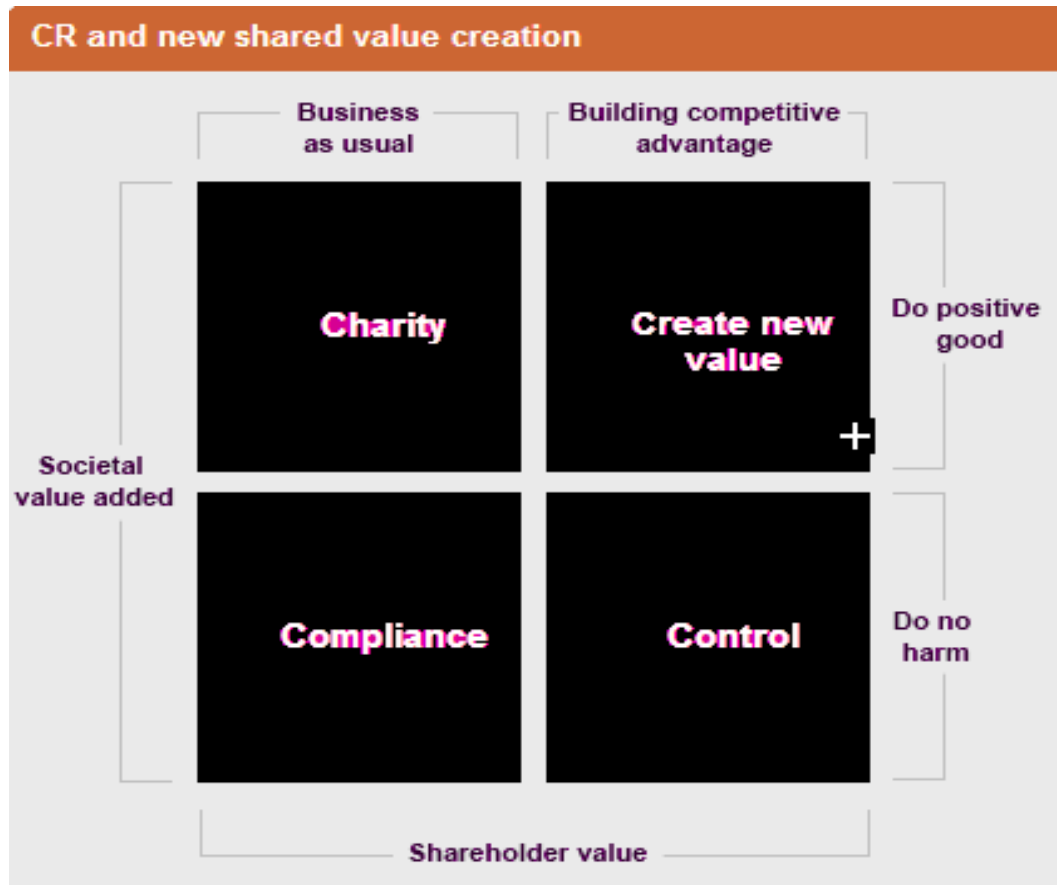 CR and new shared value creation
Business
as usual
Building competitive
advantage
Charity
Create new
value
+
Do positive
good
Societal
value added
Compliance
Control
Do no
harm
Shareholder value